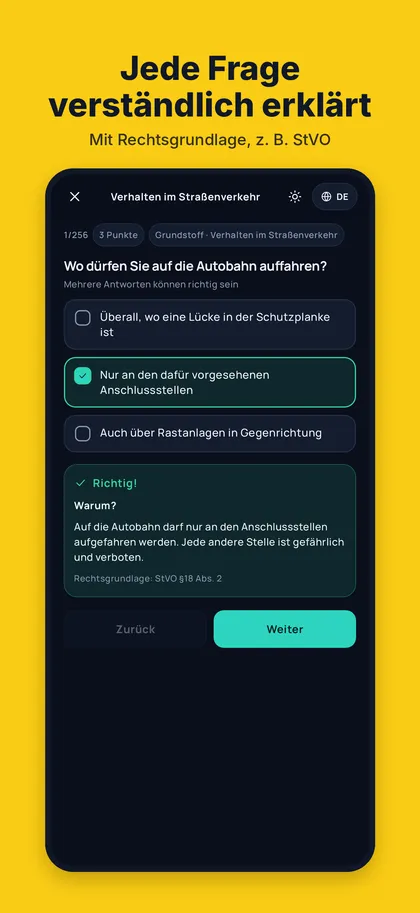 Jede Frage
verständlich erklärt
Mit Rechtsgrundlage, z. B. StVO
Verhalten im Straßenverkehr
DE
1/256
3 Punkte
Grundstoff · Verhalten im Straßenverkehr
Wo dürfen Sie auf die Autobahn auffahren?
Mehrere Antworten können richtig sein
Überall, wo eine Lücke in der Schutzplanke
ist
Nur an den dafür vorgesehenen
Anschlussstellen
Auch über Rastanlagen in Gegenrichtung
Richtig!
Warum?
Auf die Autobahn darf nur an den Anschlussstellen
aufgefahren werden. Jede andere Stelle ist gefährlich
und verboten.
Rechtsgrundlage: StVO §18 Abs. 2
Zurück
Weiter